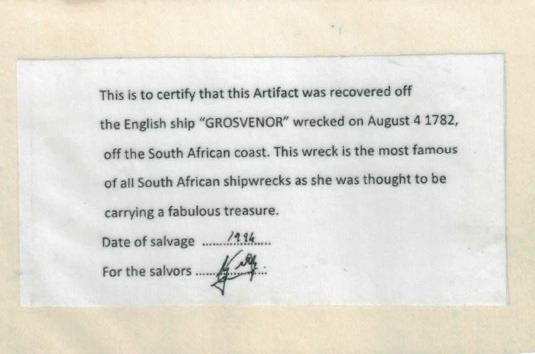 This is to certify that this Artifact was recovered off
the English ship “GROSVENOR” wrecked on August 4 1782,
off the South African coast. This wreck is the most famous
of all South African shipwrecks as she was thought to be
carrying a fabulous treasure.
Date of salvage ...........
For the salvors ...........